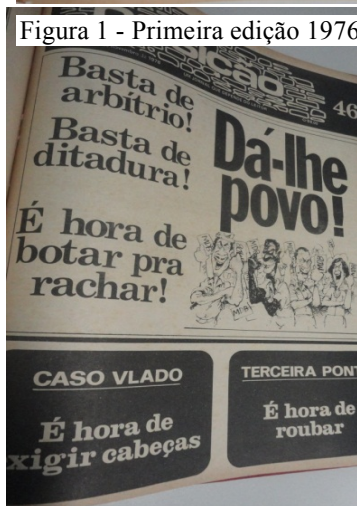 Figura 1 - Primeira edição 1976
46
Basta de
arbítrio!
Basta de
ditadura!
É hora de
botar pra
rachar!
Dá-lhe
povo!
CASO VLADO
É hora de
xigir cabeças
TERCEIRA PONT
É hora de
roubar